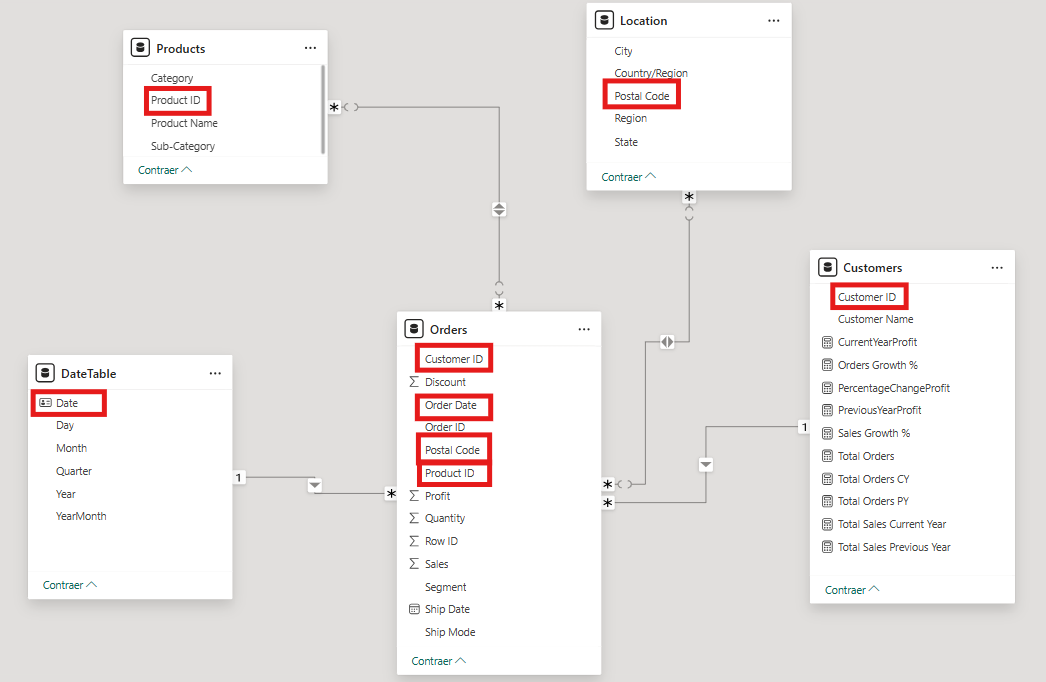 Products
Category
Product ID
Product Name
Sub-Category
Contraer
*
*
Location
City
Country/Region
Postal Code
Region
State
Contraer
*
Customers
Customer ID
Customer Name
CurrentYearProfit
Orders Growth %
PercentageChangeProfit
PreviousYearProfit
Sales Growth %
Total Orders
Total Orders CY
Total Orders PY
Total Sales Current Year
Total Sales Previous Year
Contraer
1
Orders
Customer ID
Σ Discount
Order Date
Order ID
Postal Code
Product ID
Σ Profit
Σ Quantity
Σ Row ID
Σ Sales
Segment
Ship Date
Ship Mode
Contraer
*
*
*
DateTable
Date
Day
Month
Quarter
Year
YearMonth
Contraer
1